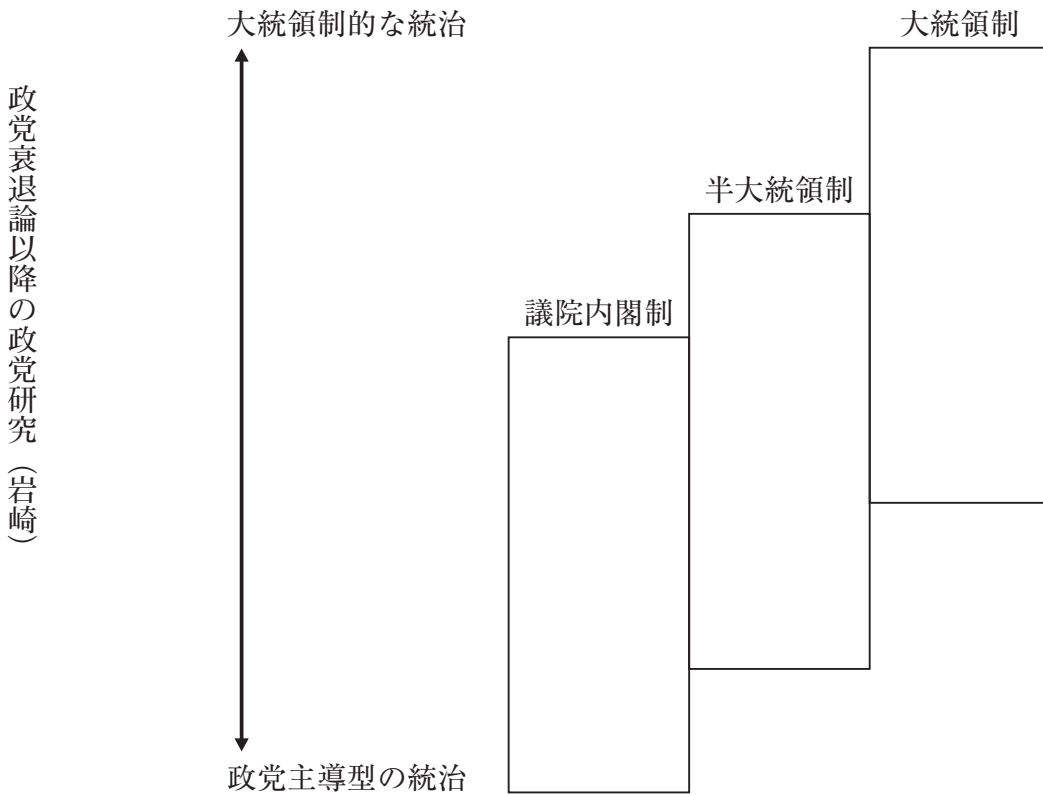 大統領制的な統治
大統領制
半大統領制
議院内閣制
政党主導型の統治
政党衰退論以降の政党研究（岩崎）